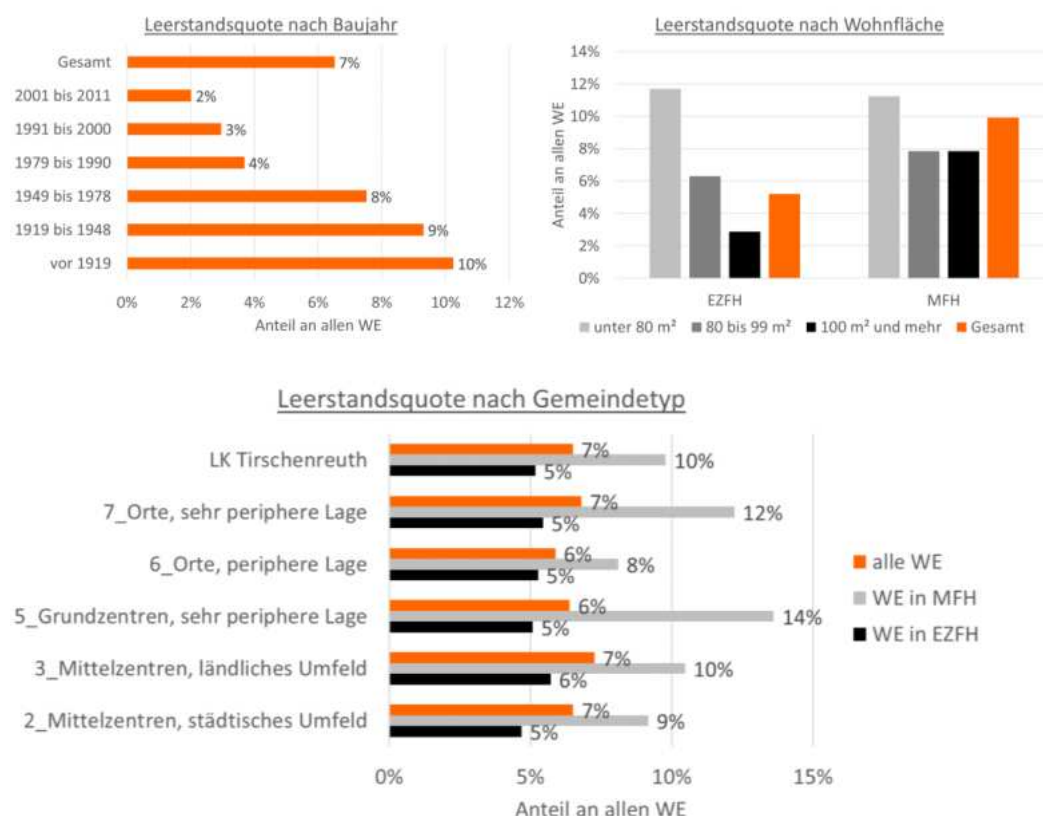 Leerstandsquote nach Baujahr
Gesamt 7%
2001 bis 2011 2%
1991 bis 2000 3%
1979 bis 1990 4%
1949 bis 1978 8%
1919 bis 1948 9%
vor 1919 10%
0% 2% 4% 6% 8% 10% 12%
Anteil an allen WE
Leerstandsquote nach Wohnfläche
14%
12%
10%
8%
6%
4%
2%
0%
Anteil an allen WE
EZFH MFH
unter 80 m² 80 bis 99 m² 100 m² und mehr Gesamt
Leerstandsquote nach Gemeindetyp
LK Tirschenreuth
7%
10%
5%
7_Orte, sehr periphere Lage
7%
12%
5%
6_Orte, periphere Lage
6%
8%
5%
5_Grundzentren, sehr periphere Lage
6%
14%
5%
3_Mittelzentren, ländliches Umfeld
7%
10%
6%
2_Mittelzentren, städtisches Umfeld
7%
9%
5%
0% 5% 10% 15%
Anteil an allen WE
alle WE
WE in MFH
WE in EZFH